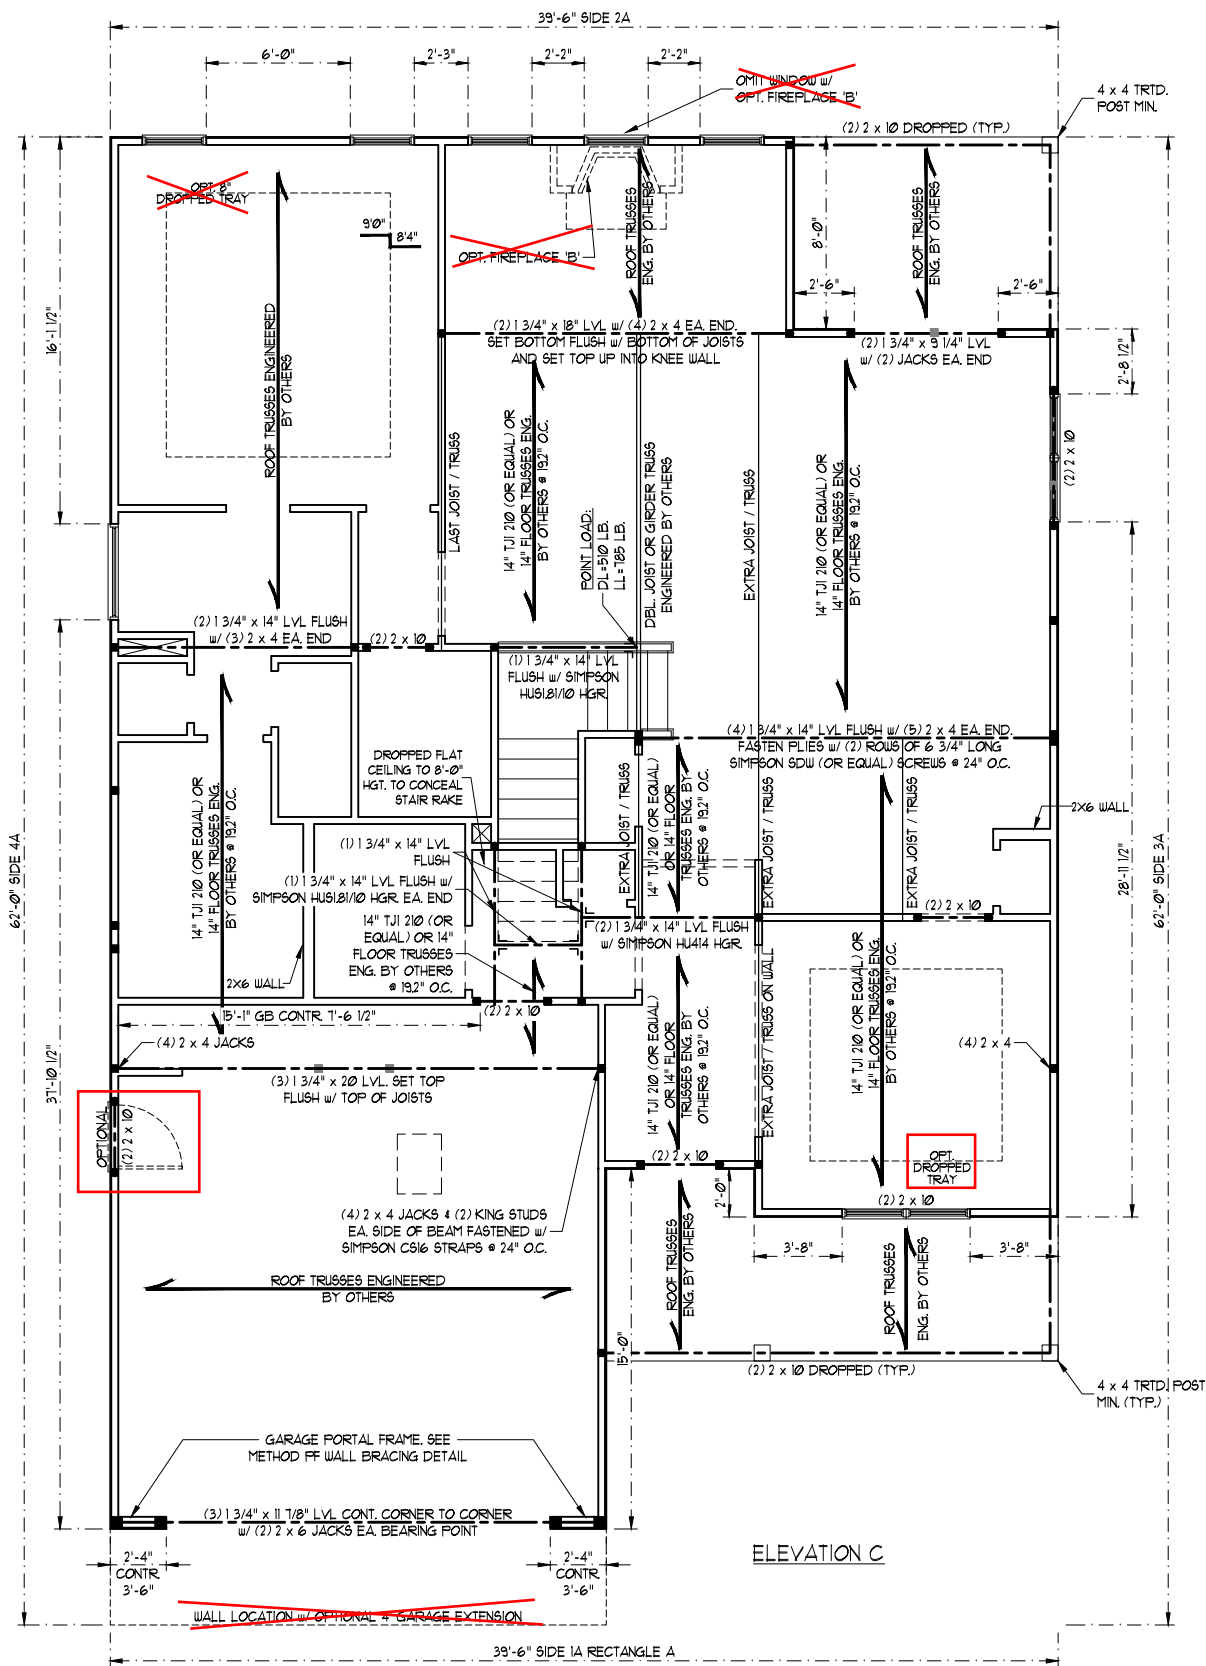 39'-6" SIDE 2A
6'-0"
2'-3"
2'-2"
2'-2"
OMIT WINDOW w/
OPT. FIREPLACE 'B'
4 x 4 TRTD.
POST MIN.
(2) 2 x 10 DROPPED (TYP.)
OPT. 8"
DROPPED TRAY
9'0"
8'4"
OPT. FIREPLACE 'B'
ROOF TRUSSES
ENG. BY OTHERS
ROOF TRUSSES
ENG. BY OTHERS
8'-0"
2'-6"
2'-6"
16'-1 1/2"
ROOF TRUSSES ENGINEERED
BY OTHERS
(2) 1 3/4" x 18" LVL w/ (4) 2 x 4 EA. END.
SET BOTTOM FLUSH w/ BOTTOM OF JOISTS
AND SET TOP UP INTO KNEE WALL
(2) 1 3/4" x 9 1/4" LVL
w/ (2) JACKS EA. END
2'-8 1/2"
(2) 2 x 10
LAST JOIST / TRUSS
14" TJI 210 (OR EQUAL) OR
14" FLOOR TRUSSES ENG.
BY OTHERS @ 19.2" O.C.
POINT LOAD:
DL=510 LB.
LL=785 LB.
DBL. JOIST OR GIRDER TRUSS
ENGINEERED BY OTHERS
EXTRA JOIST / TRUSS
14" TJI 210 (OR EQUAL) OR
14" FLOOR TRUSSES ENG.
BY OTHERS @ 19.2" O.C.
(2) 1 3/4" x 14" LVL FLUSH
w/ (3) 2 x 4 EA. END
(2) 2 x 10
(1) 1 3/4" x 14" LVL
FLUSH w/ SIMPSON
HUS1.81/10 HGR.
(4) 1 3/4" x 14" LVL FLUSH w/ (5) 2 x 4 EA. END.
FASTEN PLIES w/ (2) ROWS OF 6 3/4" LONG
SIMPSON SDW (OR EQUAL) SCREWS @ 24" O.C.
DROPPED FLAT
CEILING TO 8'-0"
HGT. TO CONCEAL
STAIR RAKE
14" TJI 210 (OR EQUAL) OR
14" FLOOR TRUSSES ENG.
BY OTHERS @ 19.2" O.C.
EXTRA JOIST / TRUSS
14" TJI 210 (OR EQUAL)
OR 14" FLOOR
TRUSSES ENG. BY
OTHERS @ 19.2" O.C.
EXTRA JOIST / TRUSS
EXTRA JOIST / TRUSS
2X6 WALL
62'-0" SIDE 4A
28'-11 1/2"
62'-0" SIDE 3A
(1) 1 3/4" x 14" LVL
FLUSH
(1) 1 3/4" x 14" LVL FLUSH w/
SIMPSON HUS1.81/10 HGR. EA. END
14" TJI 210 (OR
EQUAL) OR 14"
FLOOR TRUSSES
ENG. BY OTHERS
@ 19.2" O.C.
(2) 1 3/4" x 14" LVL FLUSH
w/ SIMPSON HU414 HGR.
(2) 2 x 10
2X6 WALL
(2) 2 x 10
15'-1" GB CONTR. 7'-6 1/2"
(4) 2 x 4 JACKS
EXTRA JOIST / TRUSS ON WALL
14" TJI 210 (OR EQUAL) OR
14" FLOOR TRUSSES ENG.
BY OTHERS @ 19.2" O.C.
(4) 2 x 4
14" TJI 210 (OR EQUAL)
OR 14" FLOOR
TRUSSES ENG. BY
OTHERS @ 19.2" O.C.
37'-10 1/2"
(3) 1 3/4" x 20 LVL. SET TOP
FLUSH w/ TOP OF JOISTS
OPTIONAL
(2) 2 x 10
(2) 2 x 10
OPT.
DROPPED
TRAY
2'-0"
(2) 2 x 10
(4) 2 x 4 JACKS & (2) KING STUDS
EA. SIDE OF BEAM FASTENED w/
SIMPSON CS16 STRAPS @ 24" O.C.
3'-8"
3'-8"
ROOF TRUSSES
ENG. BY OTHERS
ROOF TRUSSES
ENG. BY OTHERS
ROOF TRUSSES ENGINEERED
BY OTHERS
15'-0"
(2) 2 x 10 DROPPED (TYP.)
4 x 4 TRTD. POST
MIN. (TYP.)
GARAGE PORTAL FRAME. SEE
METHOD PF WALL BRACING DETAIL
(3) 1 3/4" x 11 7/8" LVL CONT. CORNER TO CORNER
w/ (2) 2 x 6 JACKS EA. BEARING POINT
2'-4"
CONTR.
3'-6"
2'-4"
CONTR.
3'-6"
ELEVATION C
WALL LOCATION w/ OPTIONAL 4' GARAGE EXTENSION
39'-6" SIDE 1A RECTANGLE A